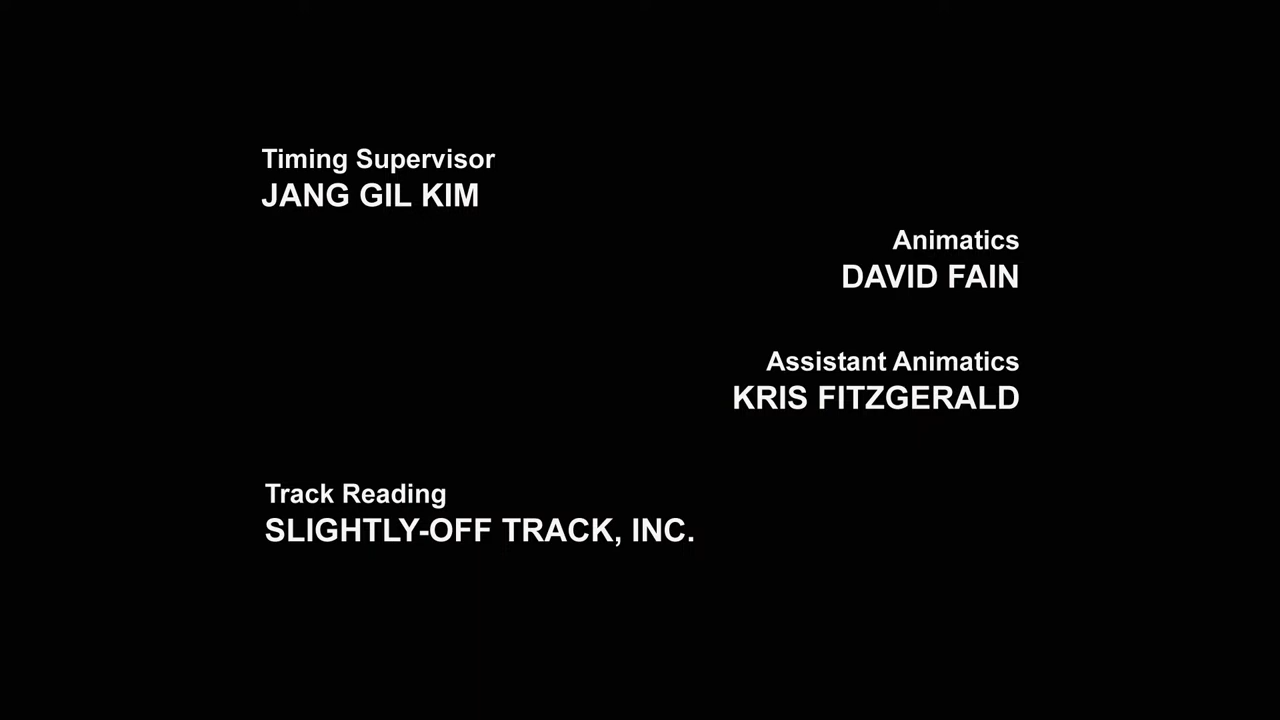 Timing Supervisor
JANG GIL KIM
Animatics
DAVID FAIN
Assistant Animatics
KRIS FITZGERALD
Track Reading
SLIGHTLY-OFF TRACK, INC.